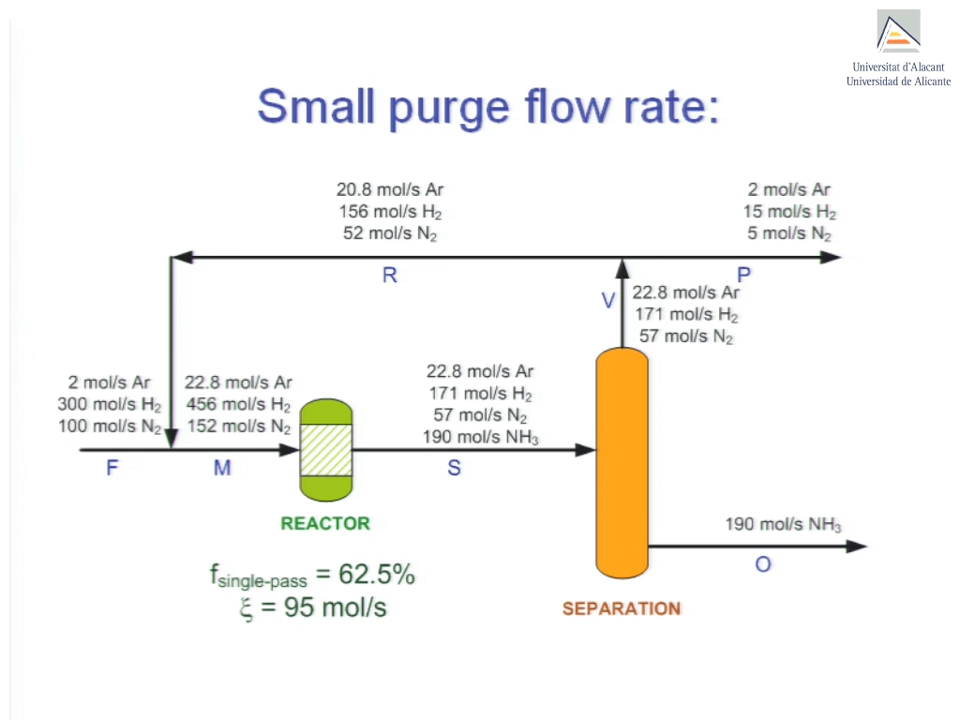 Universitat d'Alacant
Universidad de Alicante
Small purge flow rate:
20.8 mol/s Ar
156 mol/s H₂
52 mol/s N₂
2 mol/s Ar
15 mol/s H₂
5 mol/s N₂
R
P
V
22.8 mol/s Ar
171 mol/s H₂
57 mol/s N₂
2 mol/s Ar
300 mol/s H₂
100 mol/s N₂
22.8 mol/s Ar
456 mol/s H₂
152 mol/s N₂
22.8 mol/s Ar
171 mol/s H₂
57 mol/s N₂
190 mol/s NH₃
F
M
S
REACTOR
190 mol/s NH₃
O
fsingle-pass = 62.5%
ξ = 95 mol/s
SEPARATION